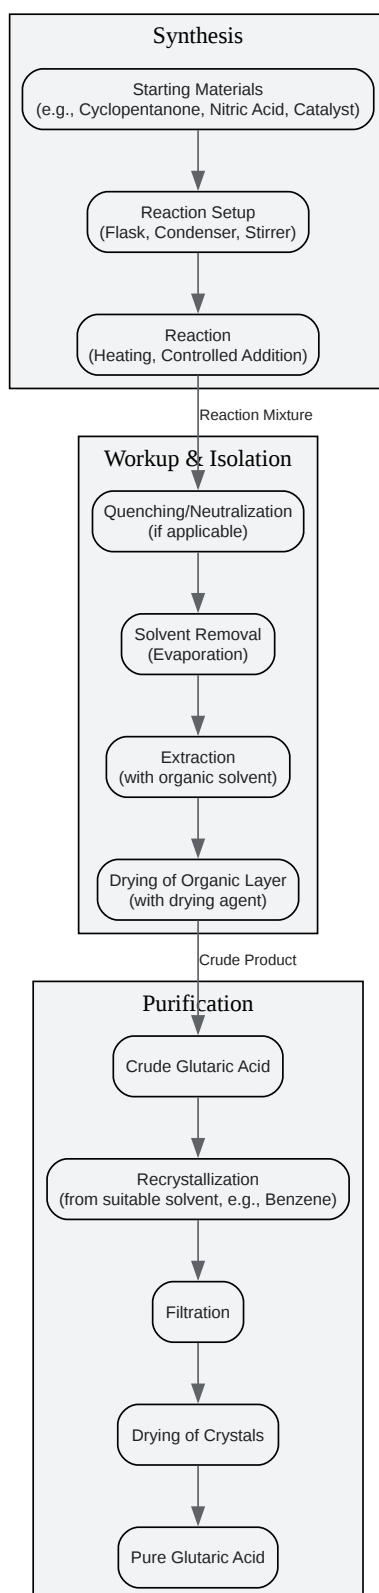 Synthesis
Starting Materials
(e.g., Cyclopentanone, Nitric Acid, Catalyst)
Reaction Setup
(Flask, Condenser, Stirrer)
Reaction
(Heating, Controlled Addition)
Reaction Mixture
Workup & Isolation
Quenching/Neutralization
(if applicable)
Solvent Removal
(Evaporation)
Extraction
(with organic solvent)
Drying of Organic Layer
(with drying agent)
Crude Product
Purification
Crude Glutaric Acid
Recrystallization
(from suitable solvent, e.g., Benzene)
Filtration
Drying of Crystals
Pure Glutaric Acid